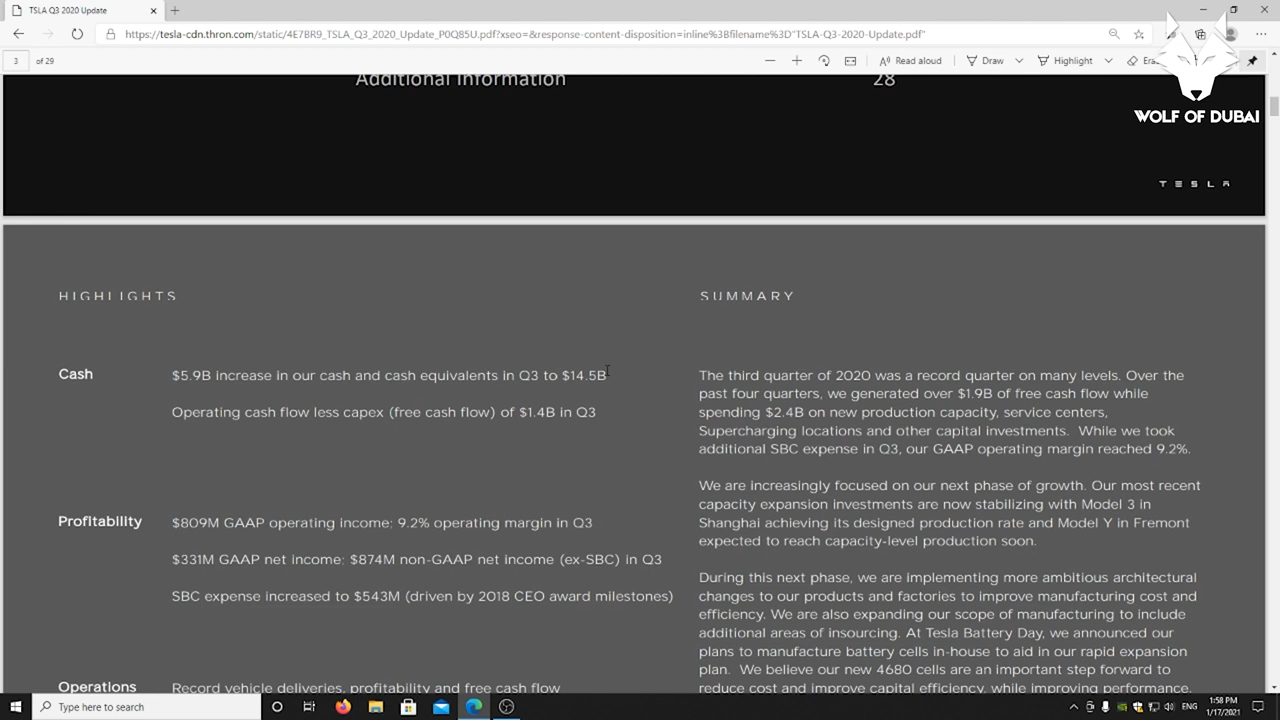 TSLA Q3 2020 Update
https://tesla-cdn.thron.com/static/4E7BR9_TSLA_Q3_2020_Update_P0Q85U.pdf?xseo=&response-content-disposition=inline%3Bfilename%3D"TSLA-Q3-2020-Update.pdf"
3 of 29
Read aloud
Draw
Highlight
Additional Information 28
WOLF OF DUBAI
TESLA
HIGHLIGHTS
Cash
$5.9B increase in our cash and cash equivalents in Q3 to $14.5B
Operating cash flow less capex (free cash flow) of $1.4B in Q3
Profitability
$809M GAAP operating income; 9.2% operating margin in Q3
$331M GAAP net income; $874M non-GAAP net income (ex-SBC) in Q3
SBC expense increased to $543M (driven by 2018 CEO award milestones)
Operations
Record vehicle deliveries, profitability and free cash flow
SUMMARY
The third quarter of 2020 was a record quarter on many levels. Over the
past four quarters, we generated over $1.9B of free cash flow while
spending $2.4B on new production capacity, service centers,
Supercharging locations and other capital investments. While we took
additional SBC expense in Q3, our GAAP operating margin reached 9.2%.
We are increasingly focused on our next phase of growth. Our most recent
capacity expansion investments are now stabilizing with Model 3 in
Shanghai achieving its designed production rate and Model Y in Fremont
expected to reach capacity-level production soon.
During this next phase, we are implementing more ambitious architectural
changes to our products and factories to improve manufacturing cost and
efficiency. We are also expanding our scope of manufacturing to include
additional areas of insourcing. At Tesla Battery Day, we announced our
plans to manufacture battery cells in-house to aid in our rapid expansion
plan. We believe our new 4680 cells are an important step forward to
reduce cost and improve capital efficiency, while improving performance.
Type here to search
ENG
1:58 PM
1/17/2021